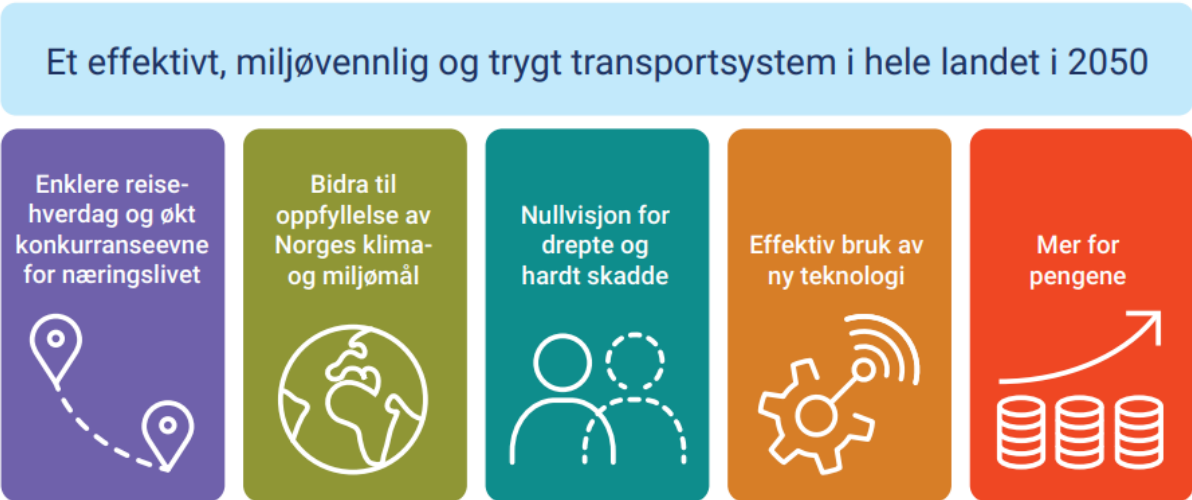 Et effektivt, miljøvennlig og trygt transportsystem i hele landet i 2050
Enklere reise-
hverdag og økt
konkurranseevne
for næringslivet
Bidra til
oppfyllelse av
Norges klima-
og miljømål
Nullvisjon for
drepte og
hardt skadde
Effektiv bruk av
ny teknologi
Mer for
pengene